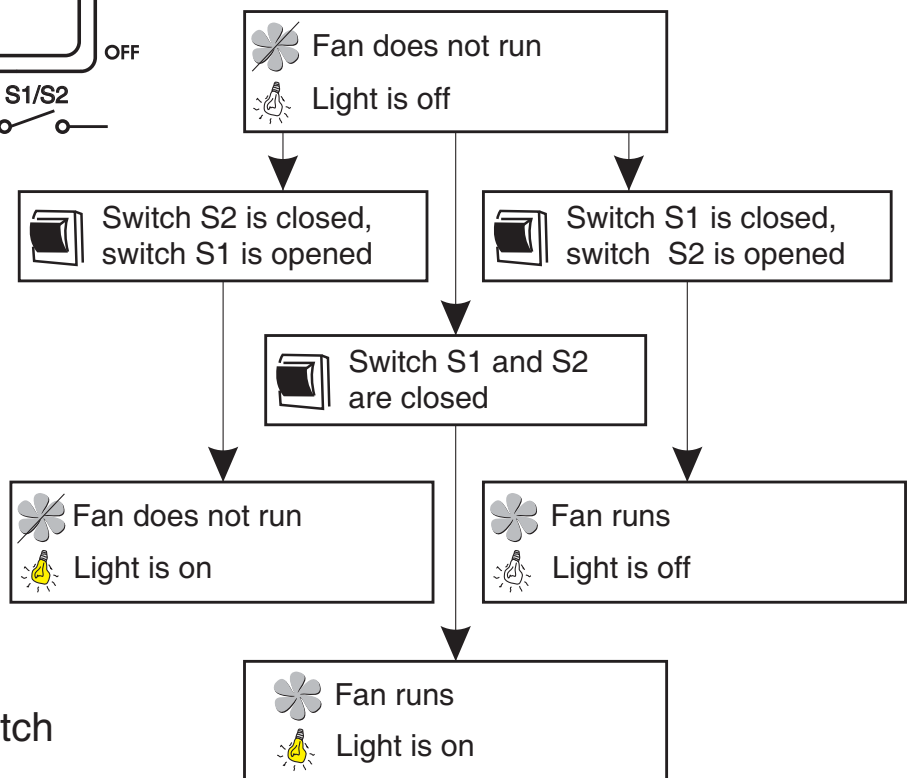 OFF
S1/S2
Fan does not run
Light is off
Switch S2 is closed,
switch S1 is opened
Switch S1 is closed,
switch S2 is opened
Switch S1 and S2
are closed
Fan does not run
Light is on
Fan runs
Light is off
Fan runs
Light is on
tch